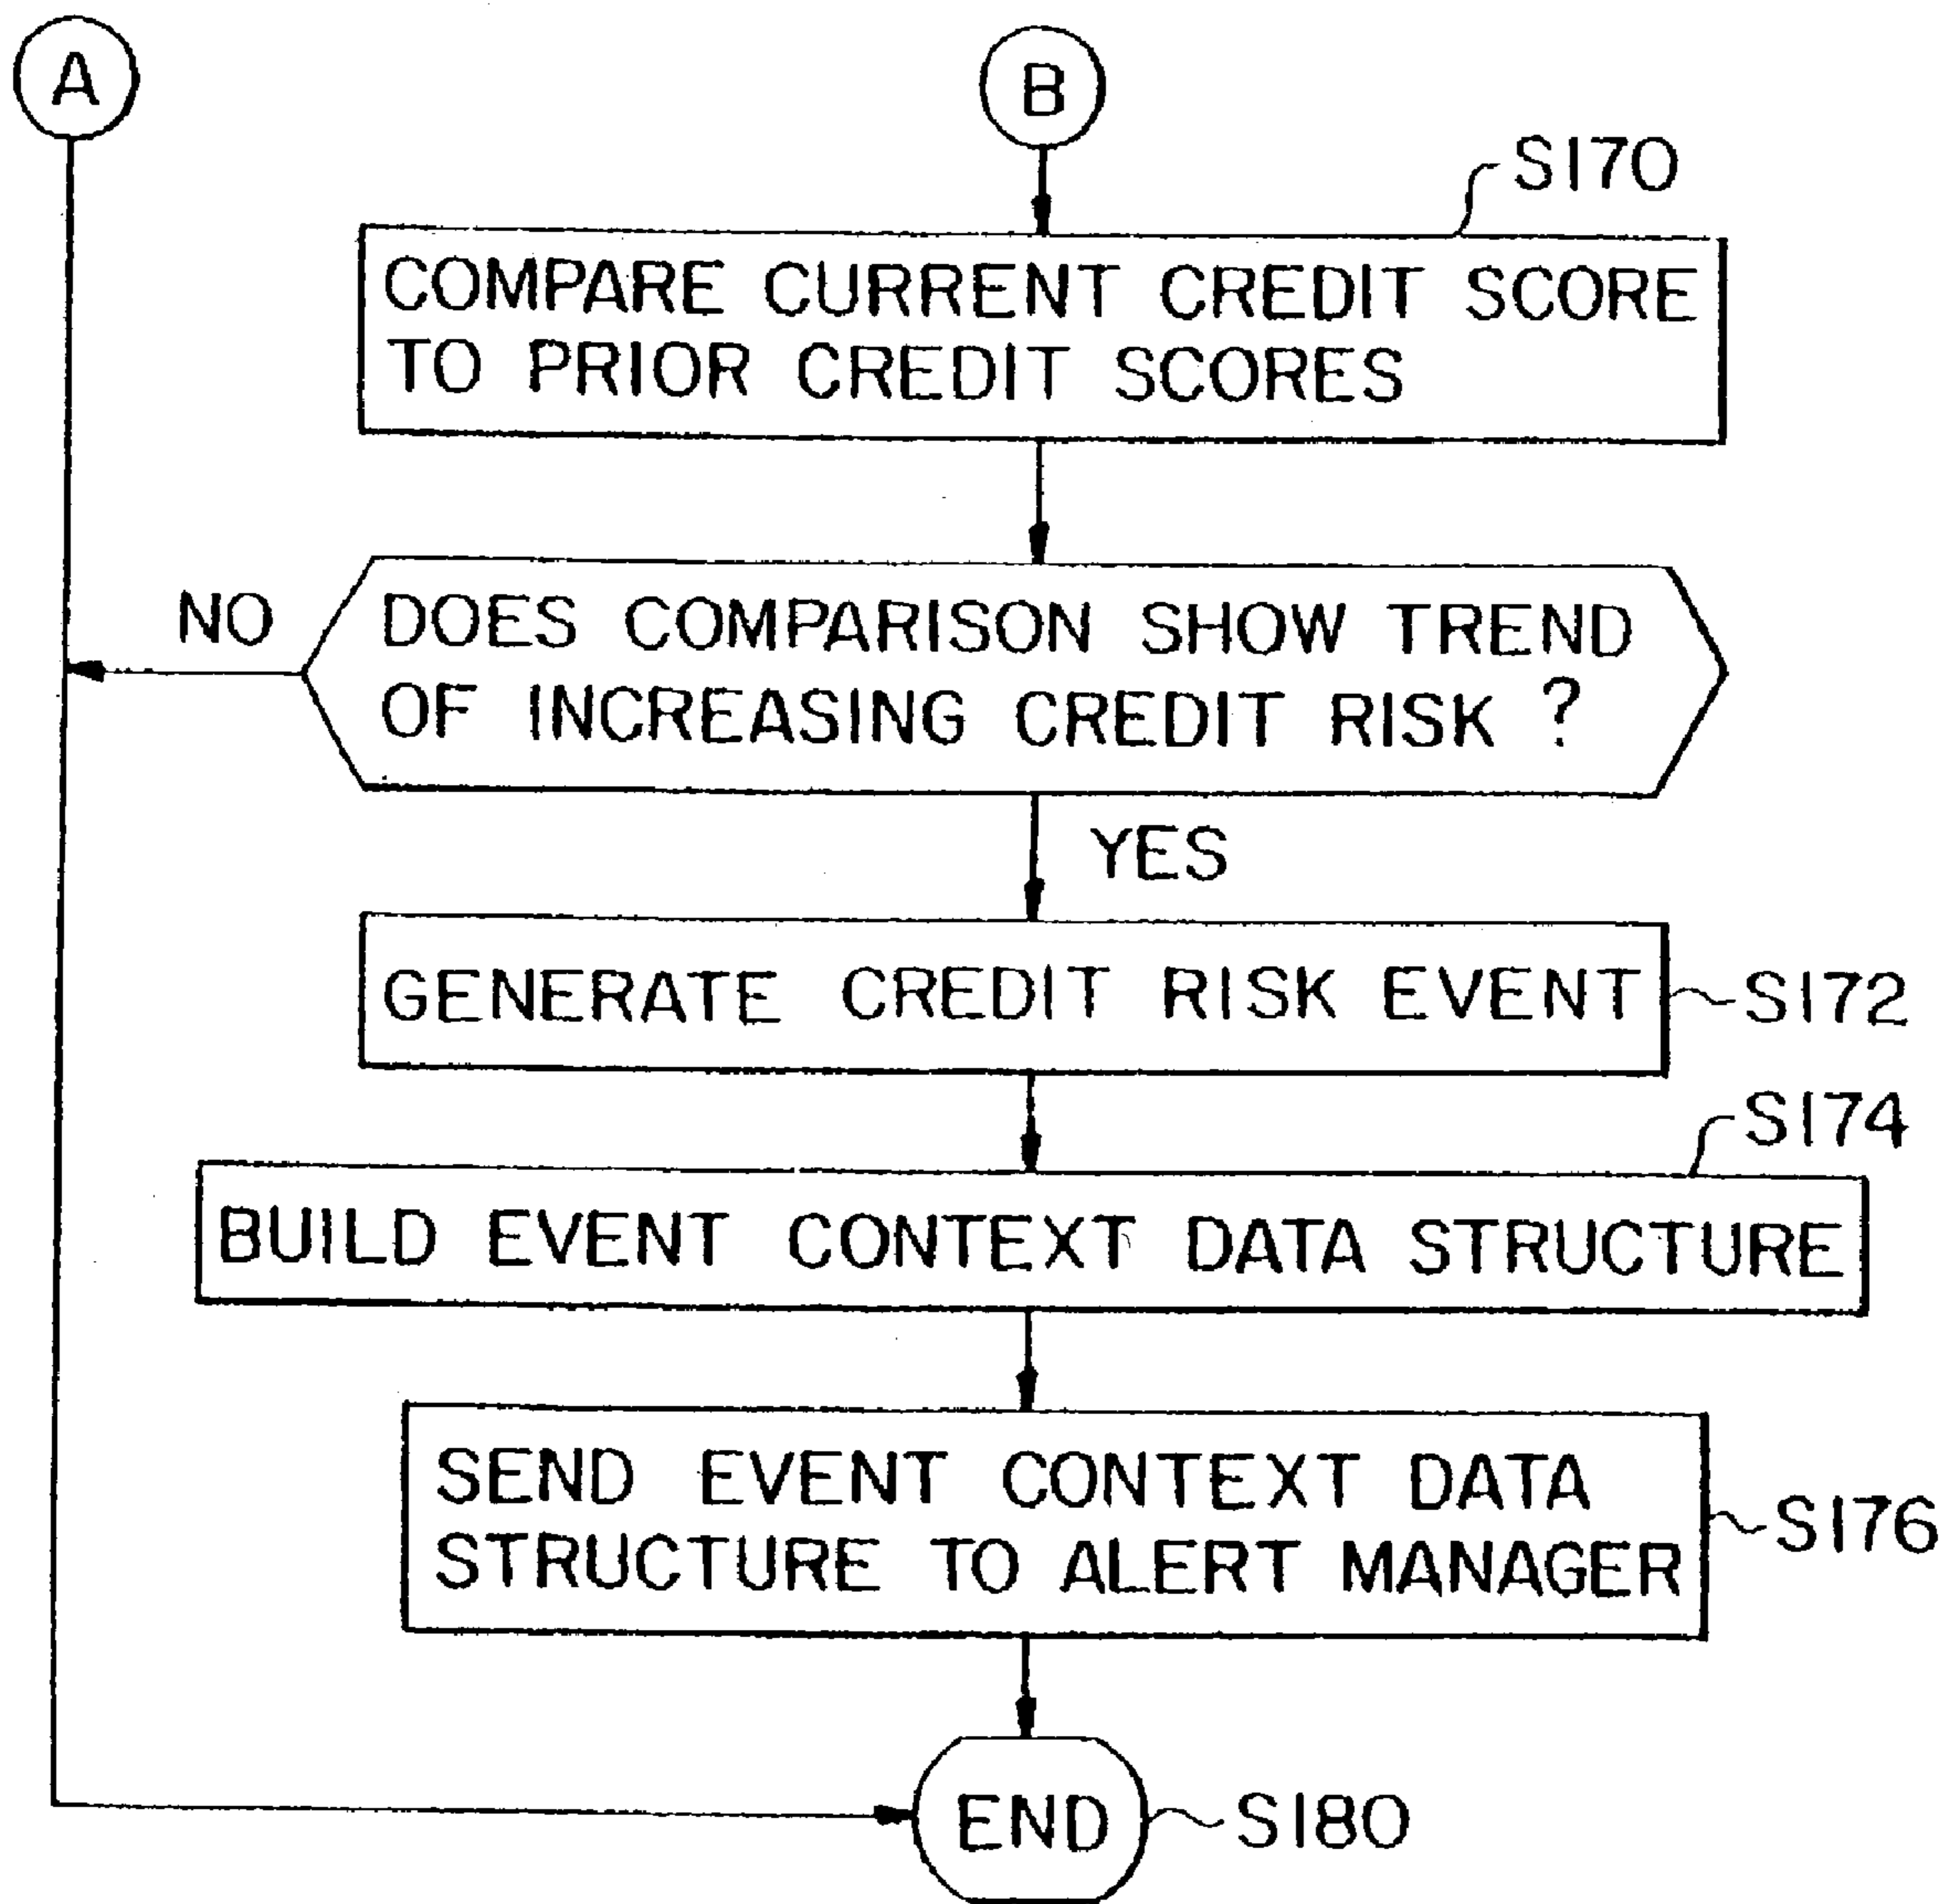 A
B
S170
COMPARE CURRENT CREDIT SCORE
TO PRIOR CREDIT SCORES
NO
DOES COMPARISON SHOW TREND
OF INCREASING CREDIT RISK ?
YES
GENERATE CREDIT RISK EVENT
S172
S174
BUILD EVENT CONTEXT DATA STRUCTURE
SEND EVENT CONTEXT DATA
STRUCTURE TO ALERT MANAGER
S176
END
S180